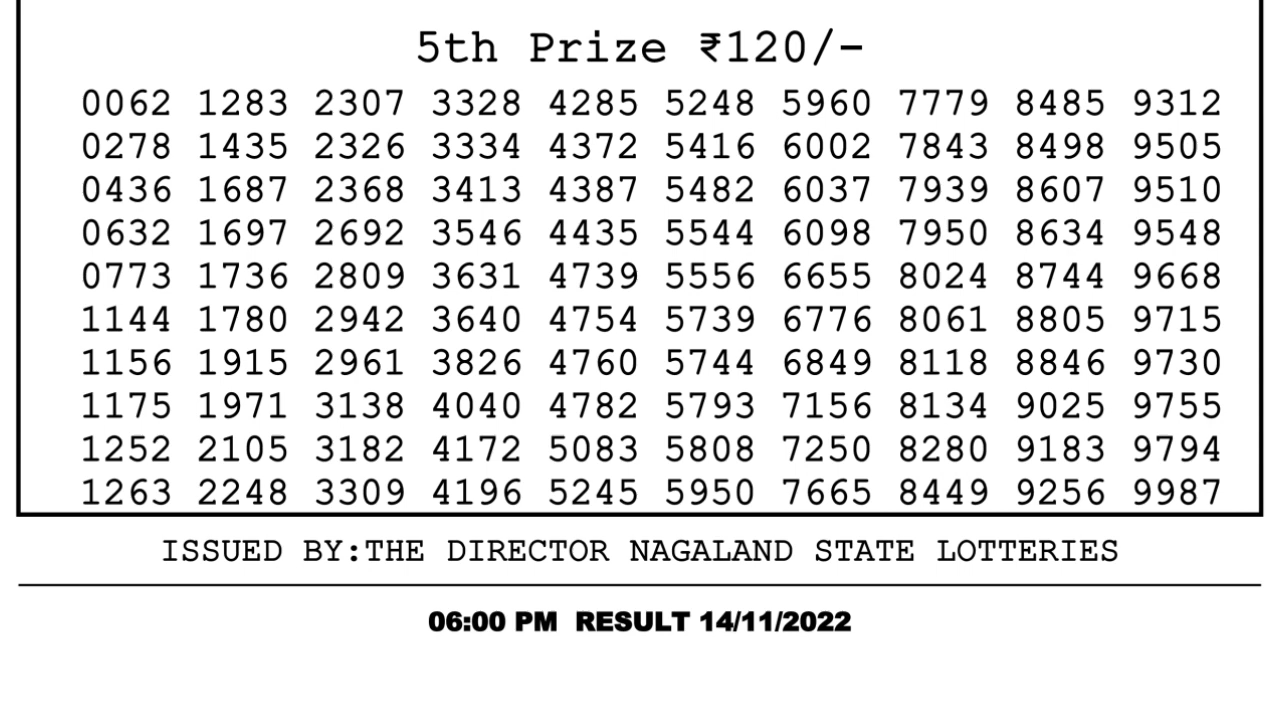 5th Prize ₹120/-
0062 1283 2307 3328 4285 5248 5960 7779 8485 9312
0278 1435 2326 3334 4372 5416 6002 7843 8498 9505
0436 1687 2368 3413 4387 5482 6037 7939 8607 9510
0632 1697 2692 3546 4435 5544 6098 7950 8634 9548
0773 1736 2809 3631 4739 5556 6655 8024 8744 9668
1144 1780 2942 3640 4754 5739 6776 8061 8805 9715
1156 1915 2961 3826 4760 5744 6849 8118 8846 9730
1175 1971 3138 4040 4782 5793 7156 8134 9025 9755
1252 2105 3182 4172 5083 5808 7250 8280 9183 9794
1263 2248 3309 4196 5245 5950 7665 8449 9256 9987
ISSUED BY:THE DIRECTOR NAGALAND STATE LOTTERIES
06:00 PM RESULT 14/11/2022